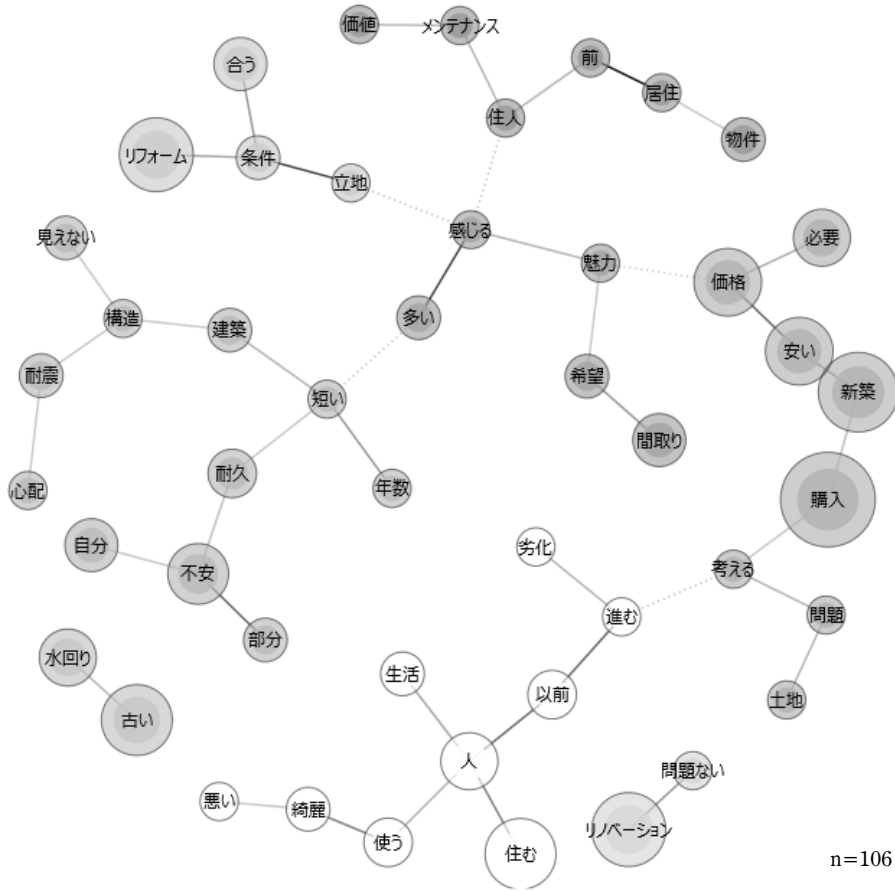 価値
メンテナンス
合う
前
居住
住人
物件
リフォーム
条件
立地
見えない
感じる
必要
魅力
価格
構造
建築
多い
安い
耐震
希望
新築
短い
間取り
耐久
心配
年数
購入
自分
劣化
不安
考える
部分
進む
問題
水回り
生活
以前
土地
古い
人
問題ない
悪い
綺麗
リノベーション
使う
住む
n=106